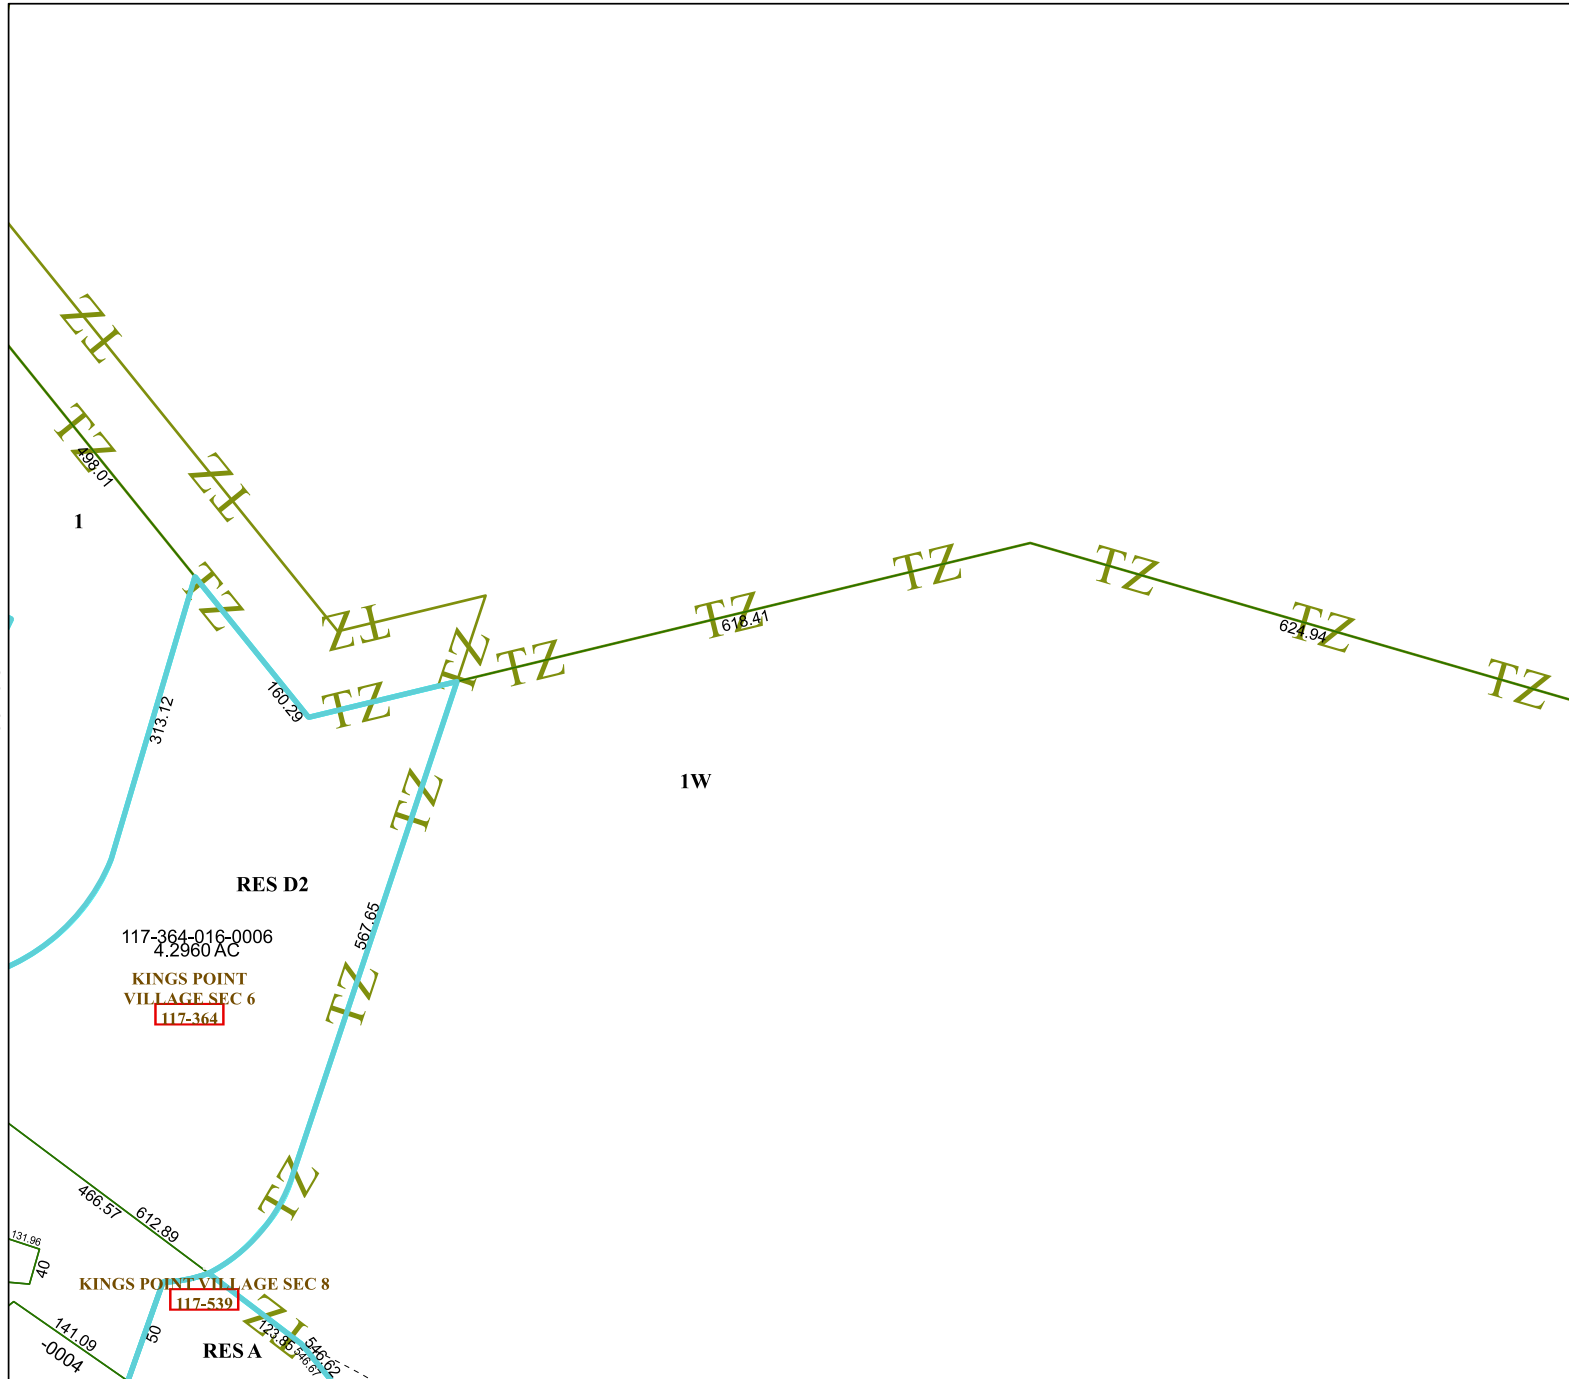 TZ
TZ
498.01
TZ
1
TZ
TZ
TZ
TZ
618.41
TZ
TZ
TZ
624.94
TZ
TZ
TZ
160.29
313.12
TZ
1W
RES D2
567.65
117-364-016-0006
4.2960 AC
KINGS POINT
VILLAGE SEC 6
117-364
TZ
TZ
466.57
612.89
131.96
40
KINGS POINT VILLAGE SEC 8
117-539
TZ
141.09
-0004
50
RES A
123.85
546.67
546.62